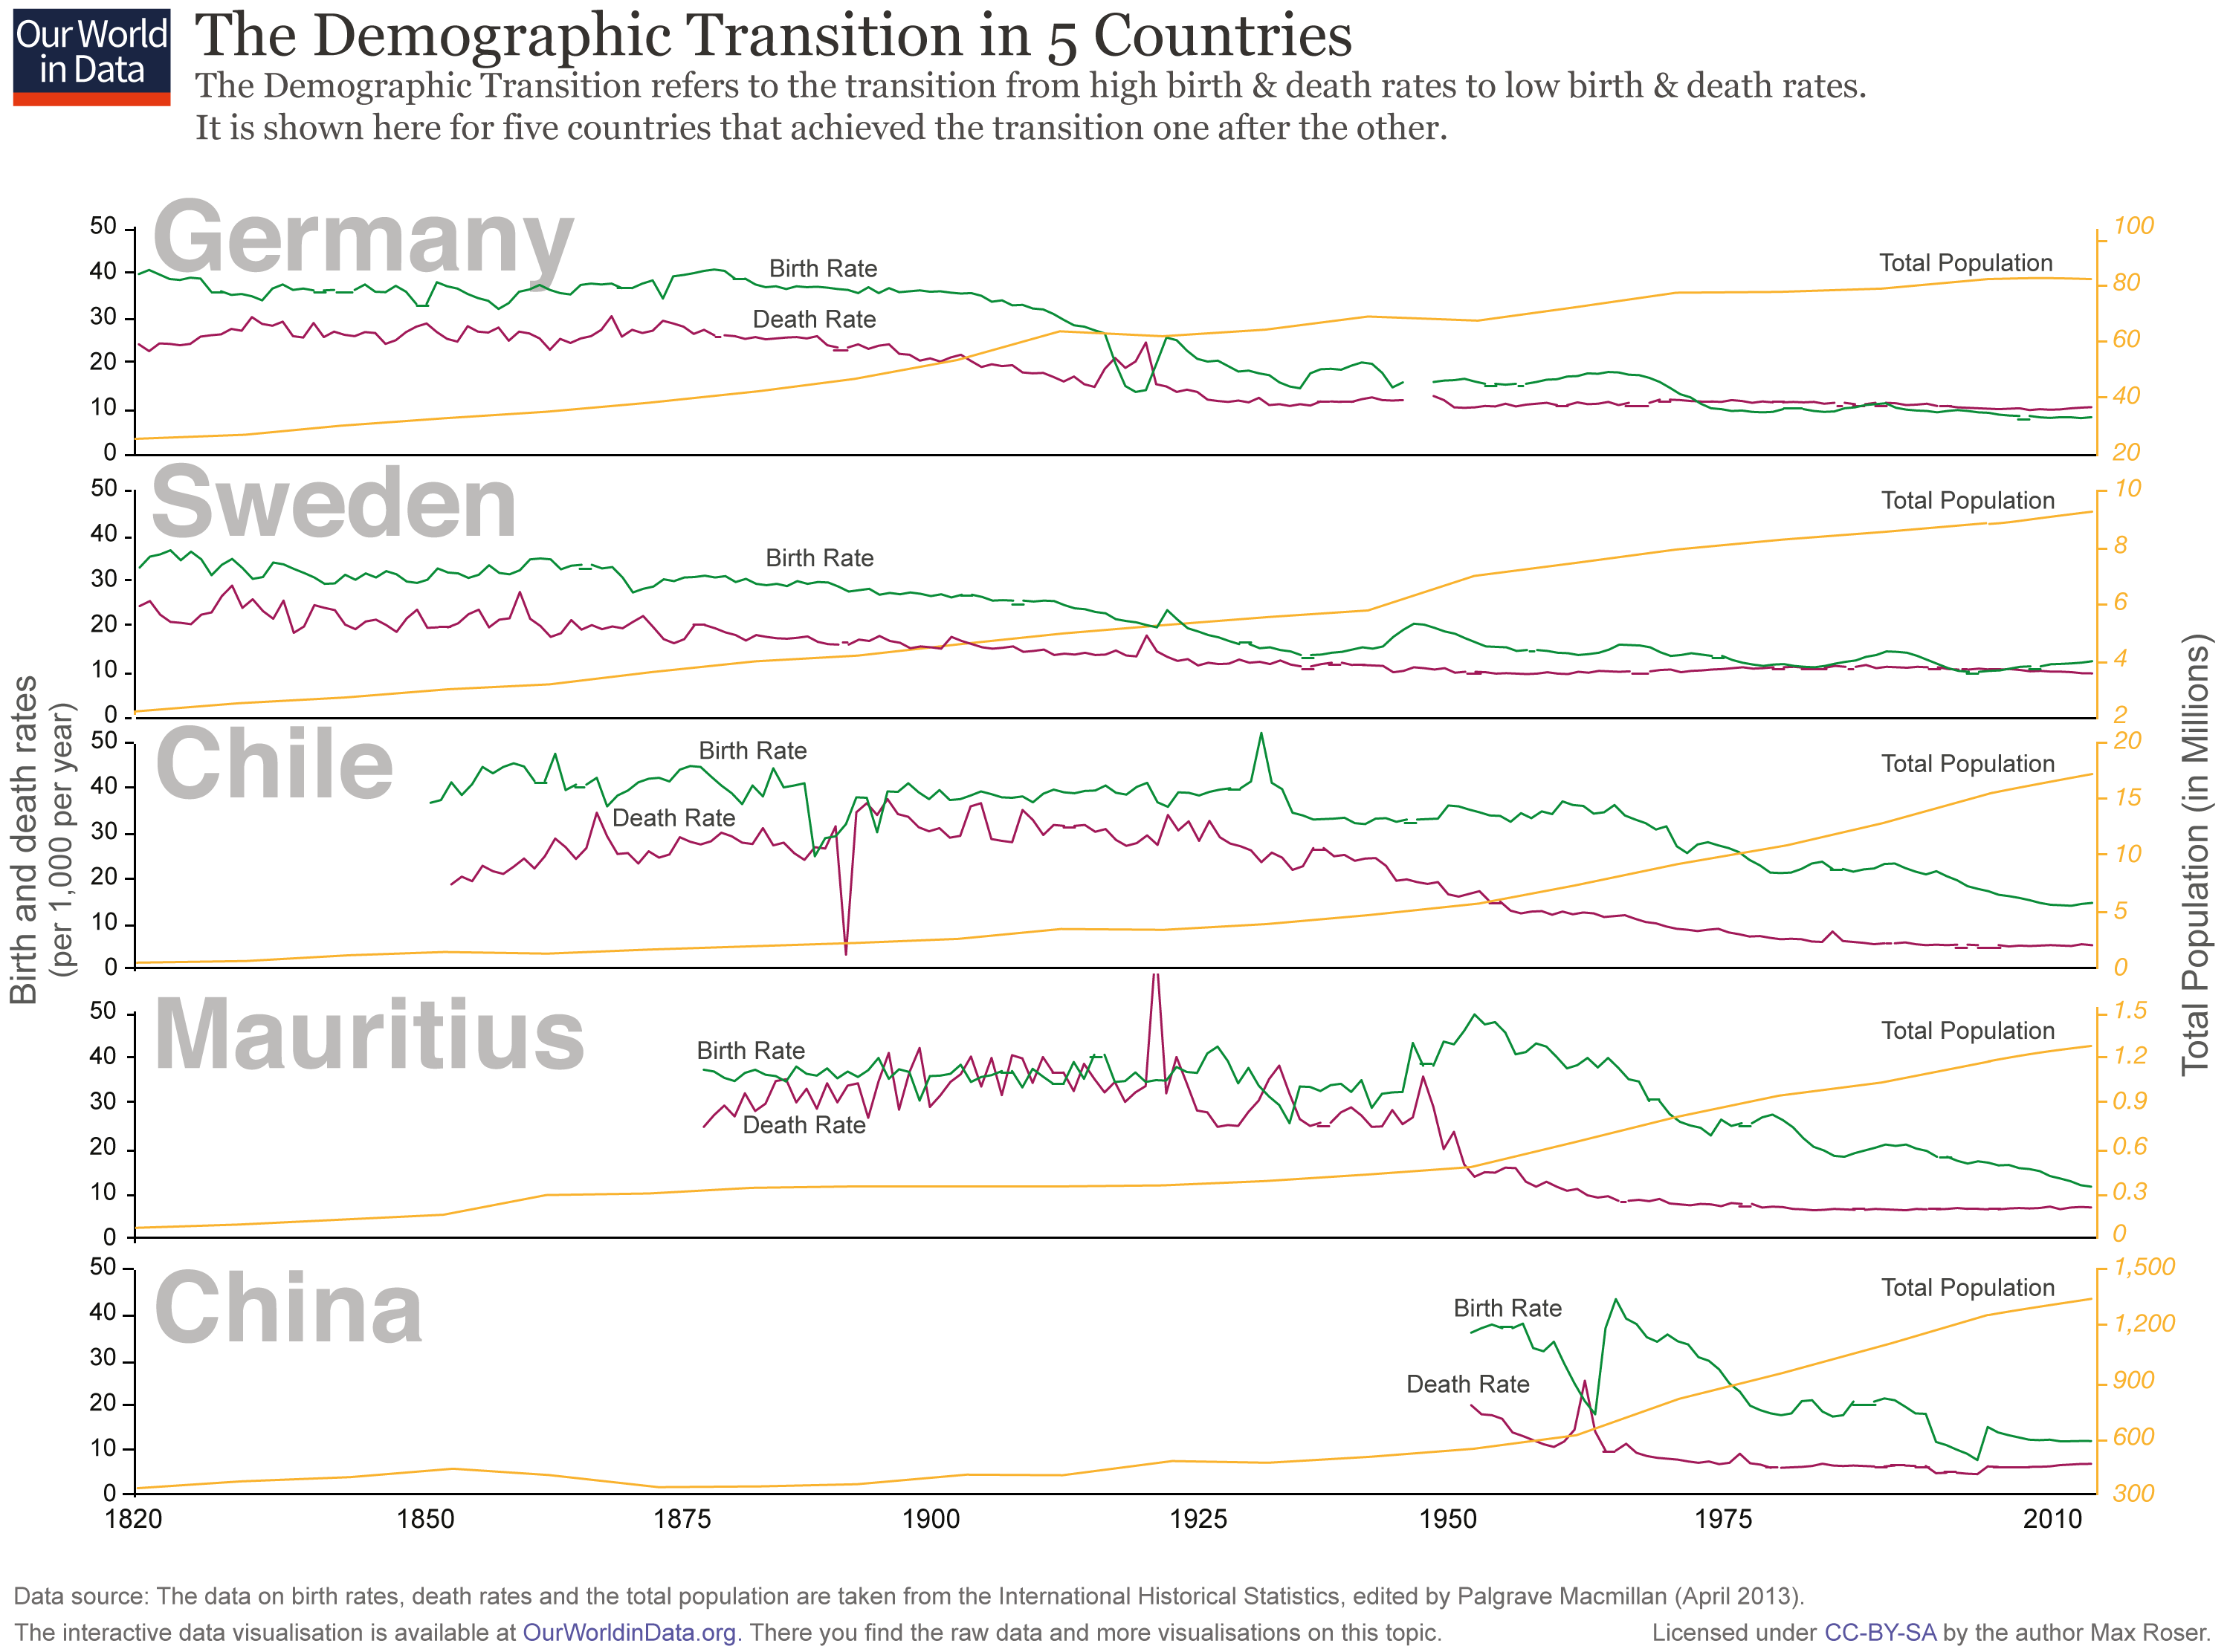 Our World
in Data
The Demographic Transition in 5 Countries
The Demographic Transition refers to the transition from high birth & death rates to low birth & death rates.
It is shown here for five countries that achieved the transition one after the other.
Birth and death rates
(per 1,000 per year)
Total Population (in Millions)
Germany
50
40
30
20
10
0
Birth Rate
Death Rate
Total Population
100
80
60
40
20
Sweden
50
40
30
20
10
0
Birth Rate
Total Population
10
8
6
4
2
Chile
50
40
30
20
10
0
Birth Rate
Death Rate
Total Population
20
15
10
5
0
Mauritius
50
40
30
20
10
0
Birth Rate
Death Rate
Total Population
1.5
1.2
0.9
0.6
0.3
0
China
50
40
30
20
10
0
Birth Rate
Death Rate
Total Population
1,500
1,200
900
600
300
1820 1850 1875 1900 1925 1950 1975 2010
Data source: The data on birth rates, death rates and the total population are taken from the International Historical Statistics, edited by Palgrave Macmillan (April 2013).
The interactive data visualisation is available at OurWorldinData.org. There you find the raw data and more visualisations on this topic.
Licensed under CC-BY-SA by the author Max Roser.